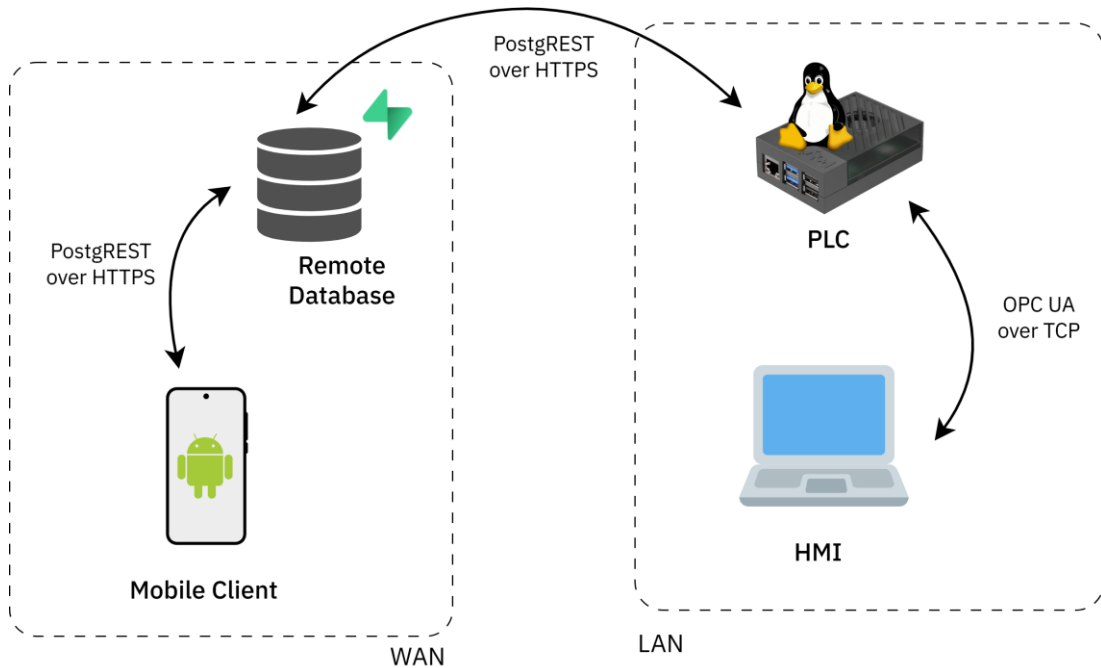 PostgREST
over HTTPS
PostgREST
over HTTPS
Remote
Database
PLC
OPC UA
over TCP
HMI
Mobile Client
WAN
LAN